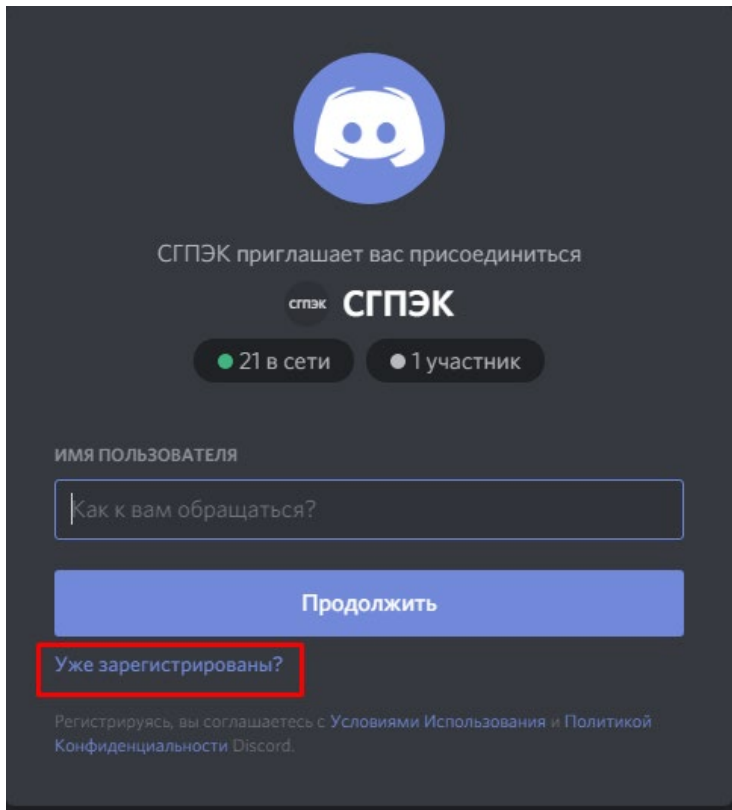 СГПЭК приглашает вас присоединиться
сгпэк СГПЭК
21 в сети 1 участник
ИМЯ ПОЛЬЗОВАТЕЛЯ
Как к вам обращаться?
Продолжить
Уже зарегистрированы?
Регистрируясь, вы соглашаетесь с Условиями Использования и Политикой
Конфиденциальности Discord.